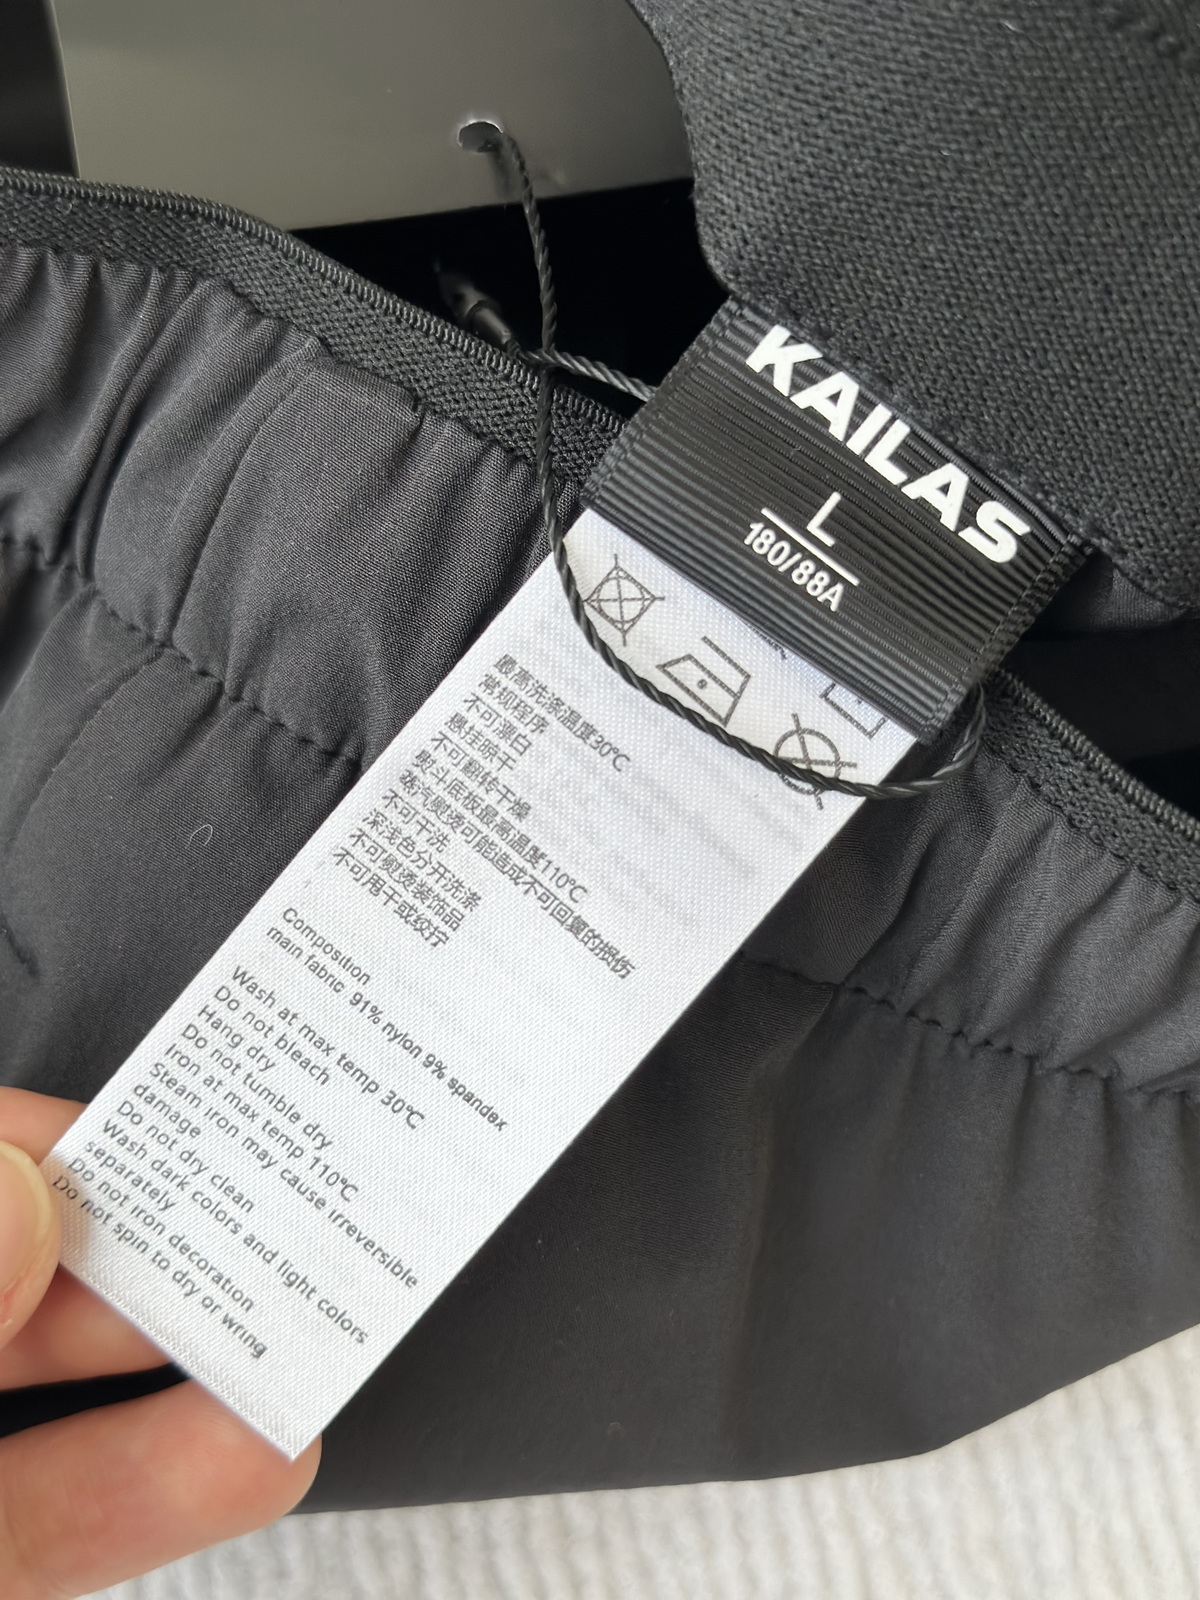 KAILAS
L
180/88A
最高洗涤温度30℃
常规程序
不可漂白
悬挂晾干
不可翻转干燥
熨斗底板最高温度110℃
蒸汽熨烫可能造成不可回复的损伤
不可干洗
深浅色分开洗涤
不可熨烫装饰品
不可甩干或绞拧
Composition
main fabric 91% nylon 9% spandex
Wash at max temp 30℃
Do not bleach
Hang dry
Do not tumble dry
Iron at max temp 110℃
Steam iron may cause irreversible
damage
Do not dry clean
Wash dark colors and light colors
separately
Do not iron decoration
Do not spin to dry or wring